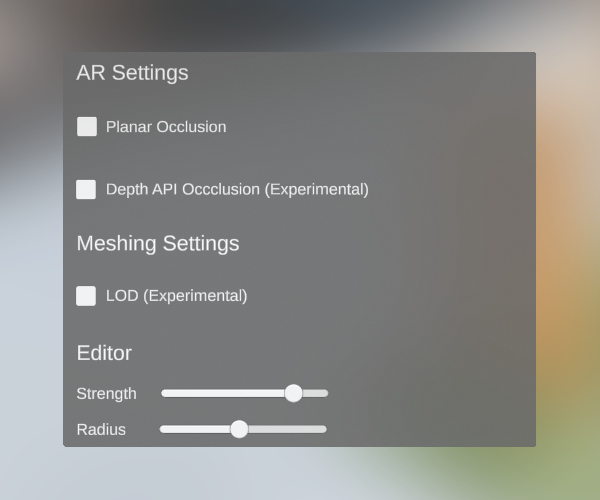 AR Settings
Planar Occlusion
Depth API Occclusion (Experimental)
Meshing Settings
LOD (Experimental)
Editor
Strength
Radius